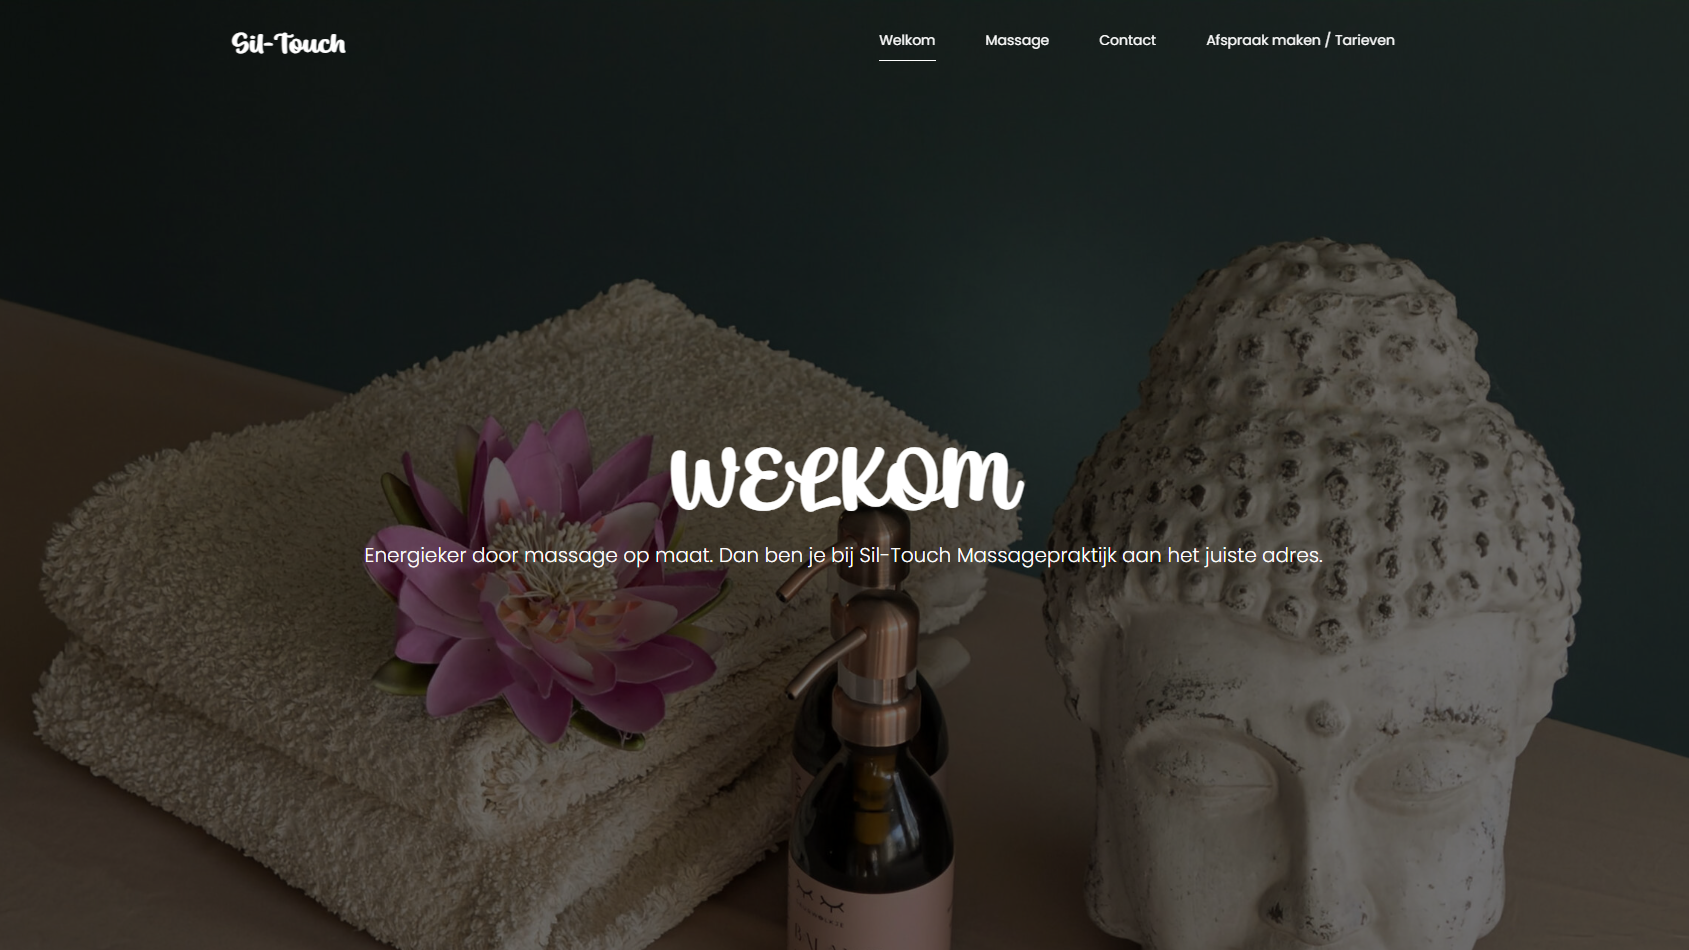 Sil-Touch
Welkom
Massage
Contact
Afspraak maken / Tarieven
WELKOM
Energieker door massage op maat. Dan ben je bij Sil-Touch Massagepraktijk aan het juiste adres.